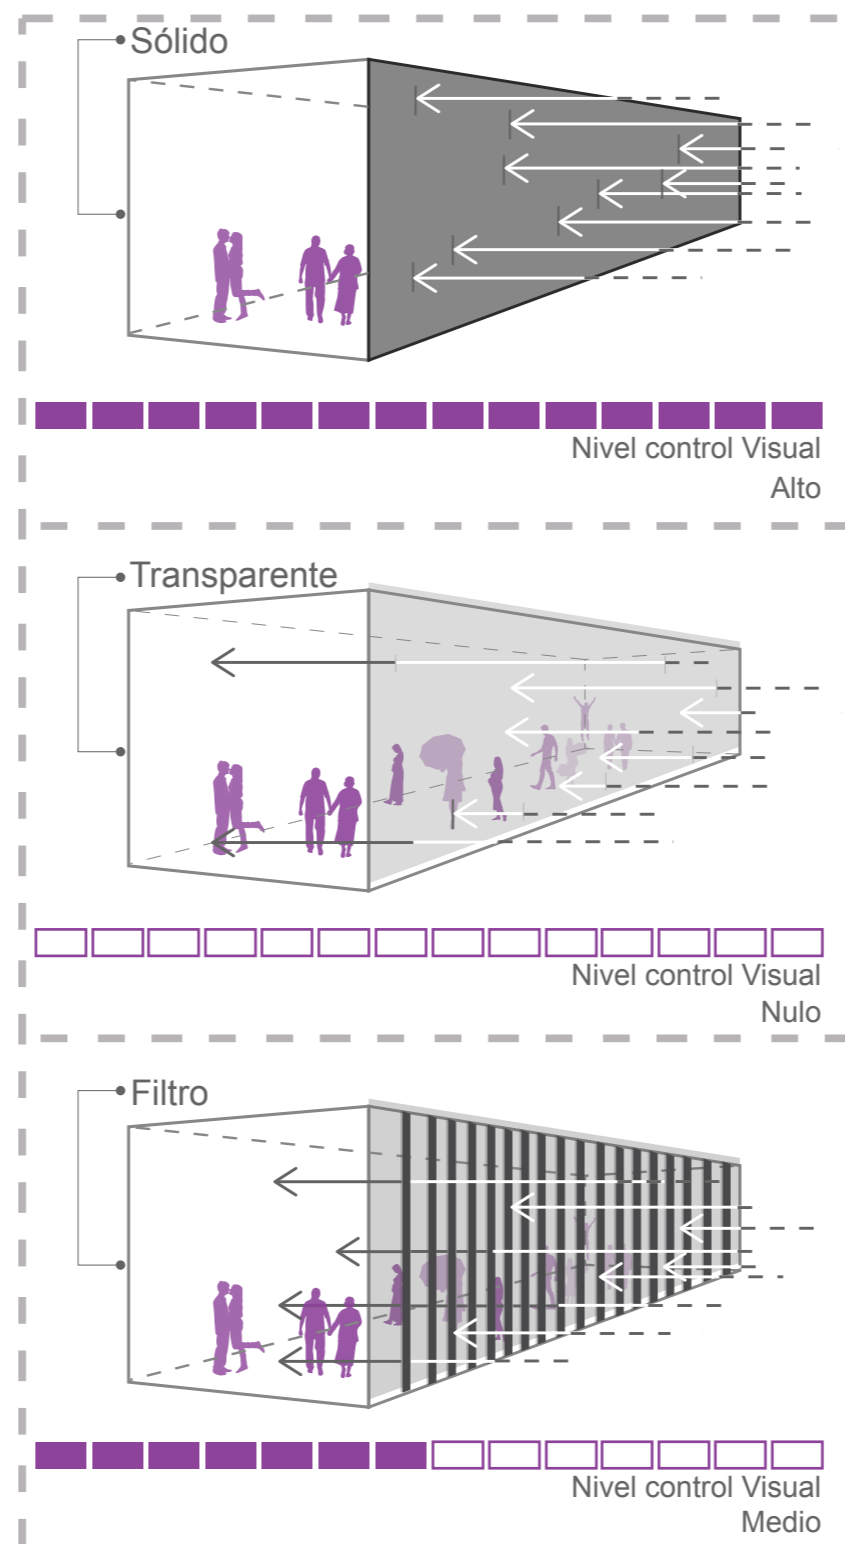 Sólido
Nivel control Visual
Alto
Transparente
Nivel control Visual
Nulo
Filtro
Nivel control Visual
Medio